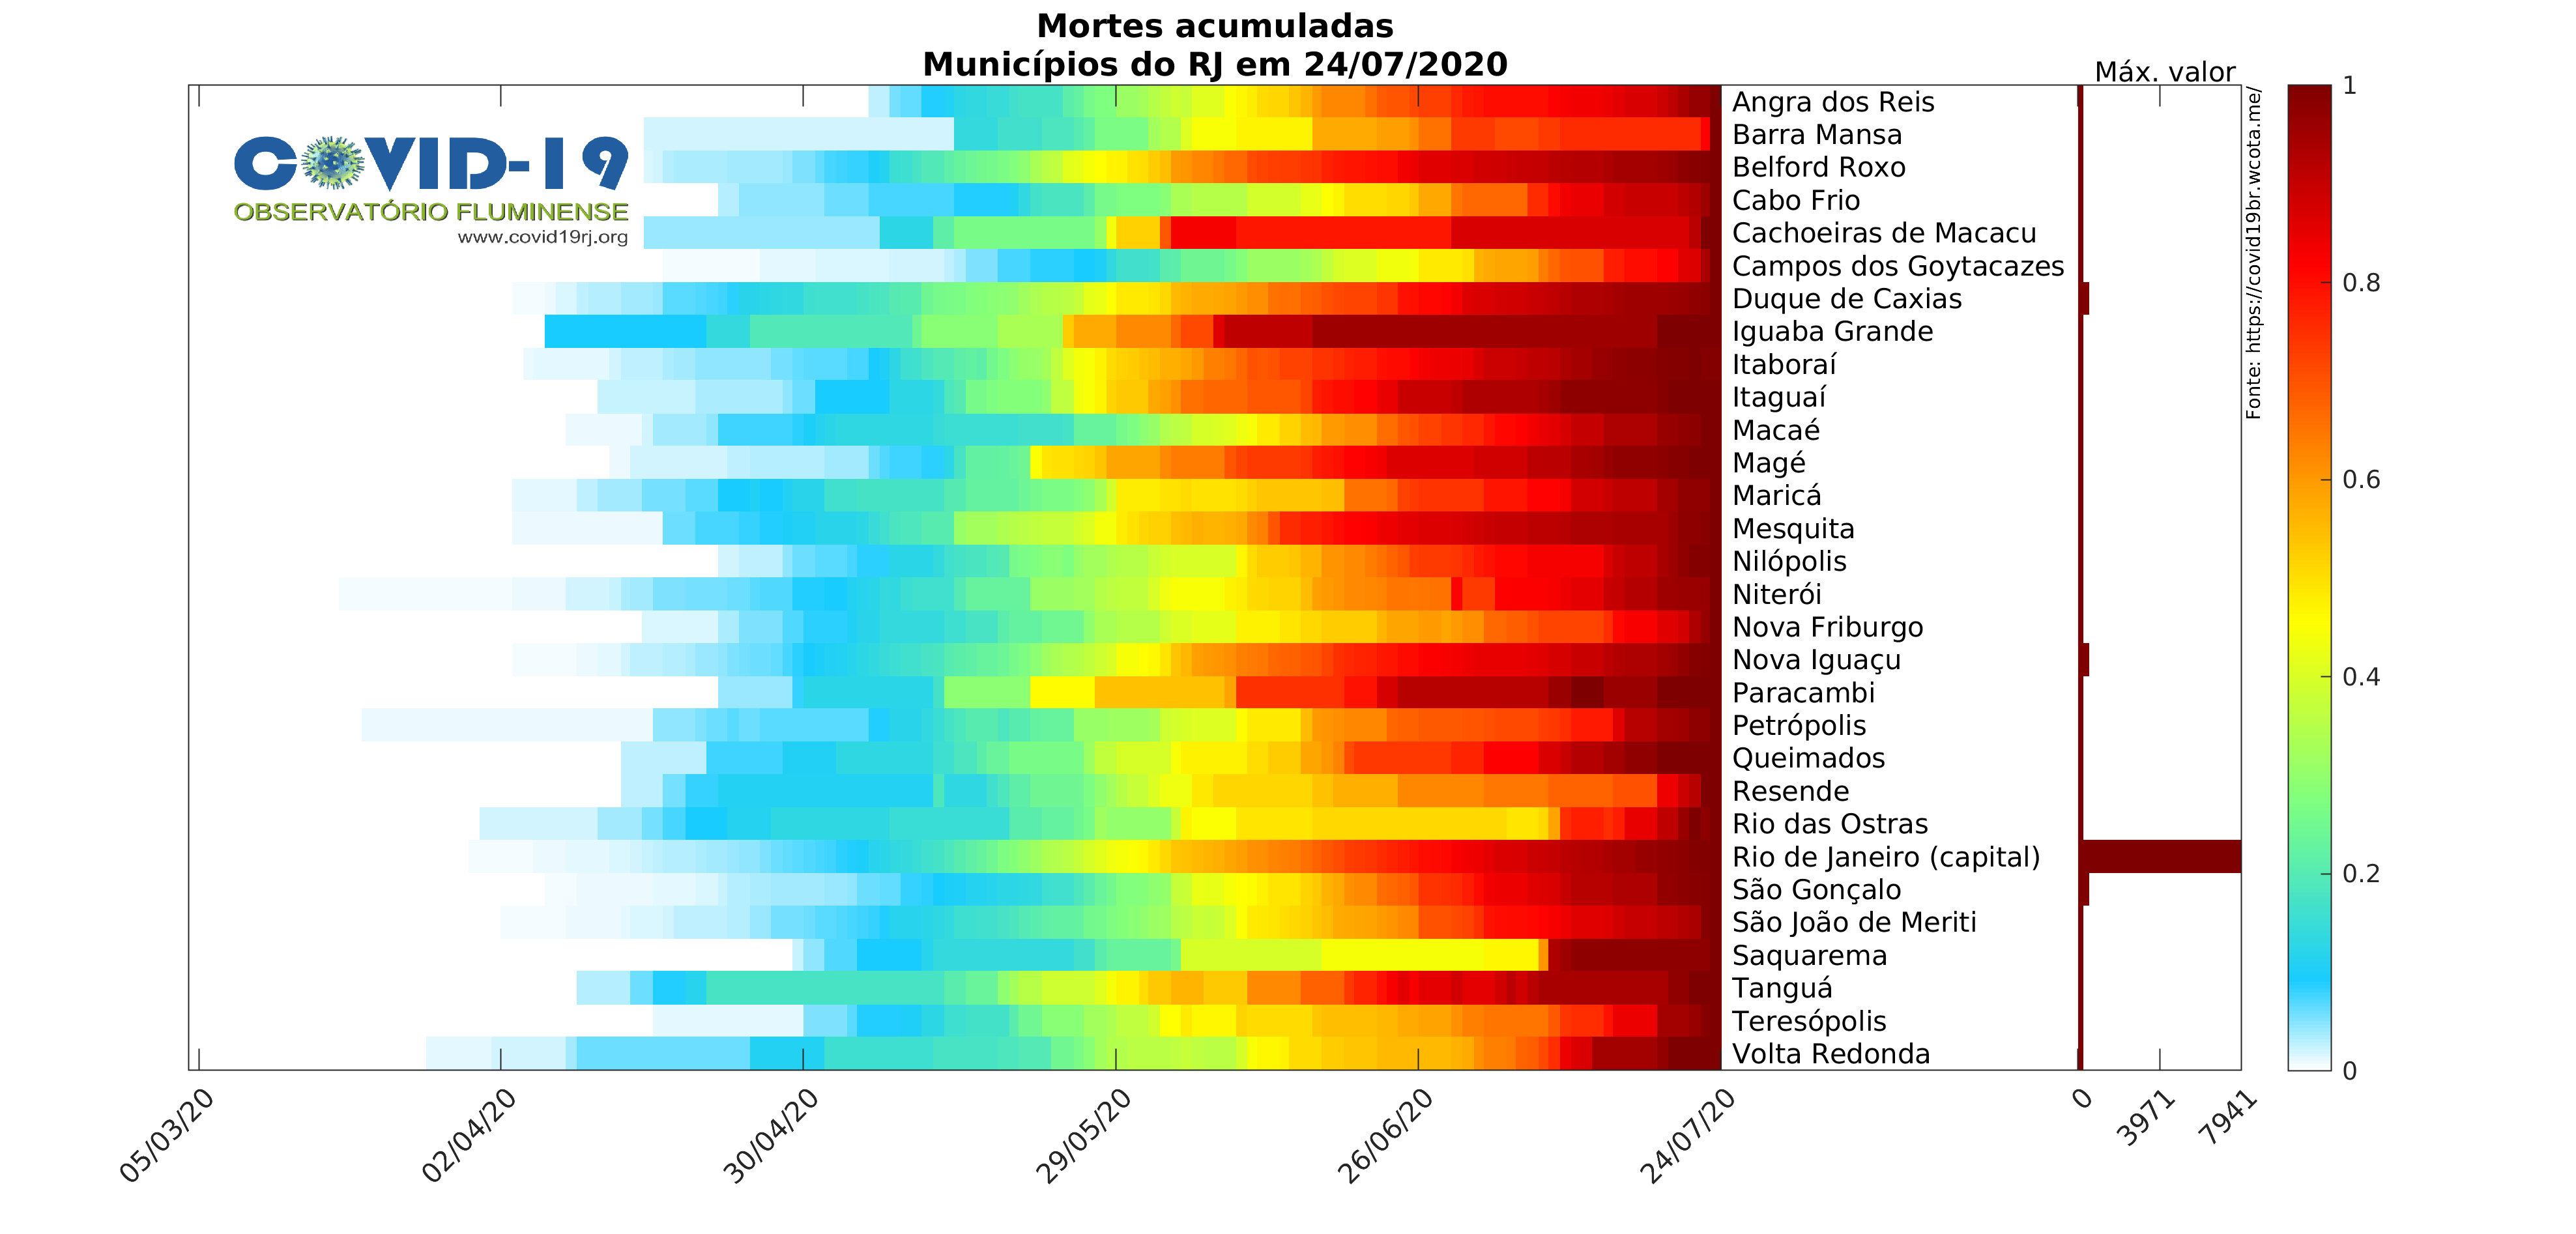 Mortes acumuladas
Municípios do RJ em 24/07/2020
Máx. valor
COVID-19
OBSERVATÓRIO FLUMINENSE
www.covid19rj.org
Angra dos Reis
Barra Mansa
Belford Roxo
Cabo Frio
Cachoeiras de Macacu
Campos dos Goytacazes
Duque de Caxias
Iguaba Grande
Itaboraí
Itaguaí
Macaé
Magé
Maricá
Mesquita
Nilópolis
Niterói
Nova Friburgo
Nova Iguaçu
Paracambi
Petrópolis
Queimados
Resende
Rio das Ostras
Rio de Janeiro (capital)
São Gonçalo
São João de Meriti
Saquarema
Tanguá
Teresópolis
Volta Redonda
Fonte: https://covid19br.wcota.me/
1
0.8
0.6
0.4
0.2
0
05/03/20
02/04/20
30/04/20
29/05/20
26/06/20
24/07/20
0
3971
7941